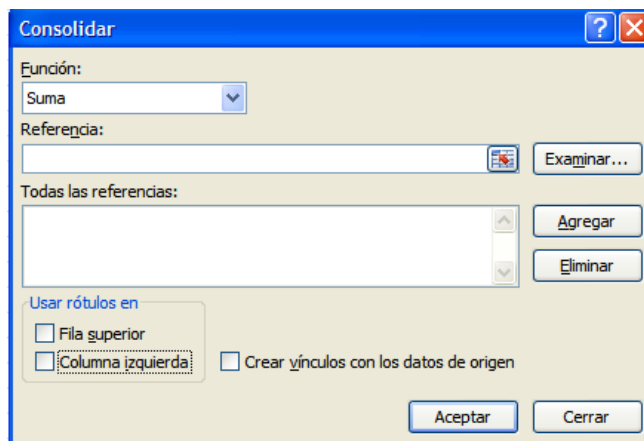 Consolidar
Función:
Suma
Referencia:
Examinar...
Todas las referencias:
Agregar
Eliminar
Usar rótulos en
Fila superior
Columna izquierda
Crear vínculos con los datos de origen
Aceptar
Cerrar